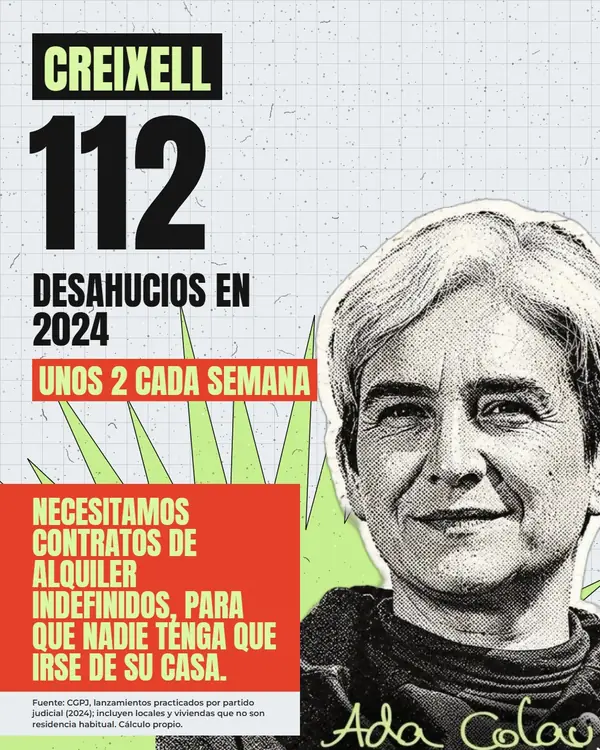 CREIXELL
112
DESAHUCIOS EN
2024
UNOS 2 CADA SEMANA
NECESITAMOS
CONTRATOS DE
ALQUILER
INDEFINIDOS, PARA
QUE NADIE TENGA QUE
IRSE DE SU CASA.
Fuente: CGPJ, lanzamientos practicados por partido
judicial (2024); incluyen locales y viviendas que no son
residencia habitual. Cálculo propio.
Ada Colau